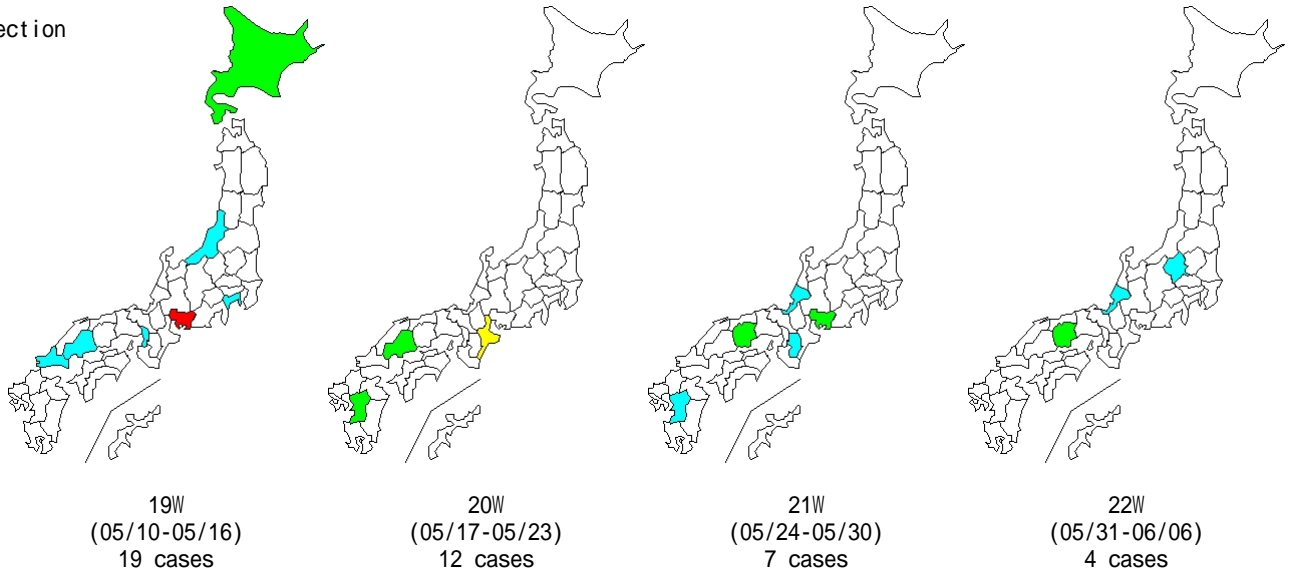 ection
19W
(05/10-05/16)
19 cases
20W
(05/17-05/23)
12 cases
21W
(05/24-05/30)
7 cases
22W
(05/31-06/06)
4 cases